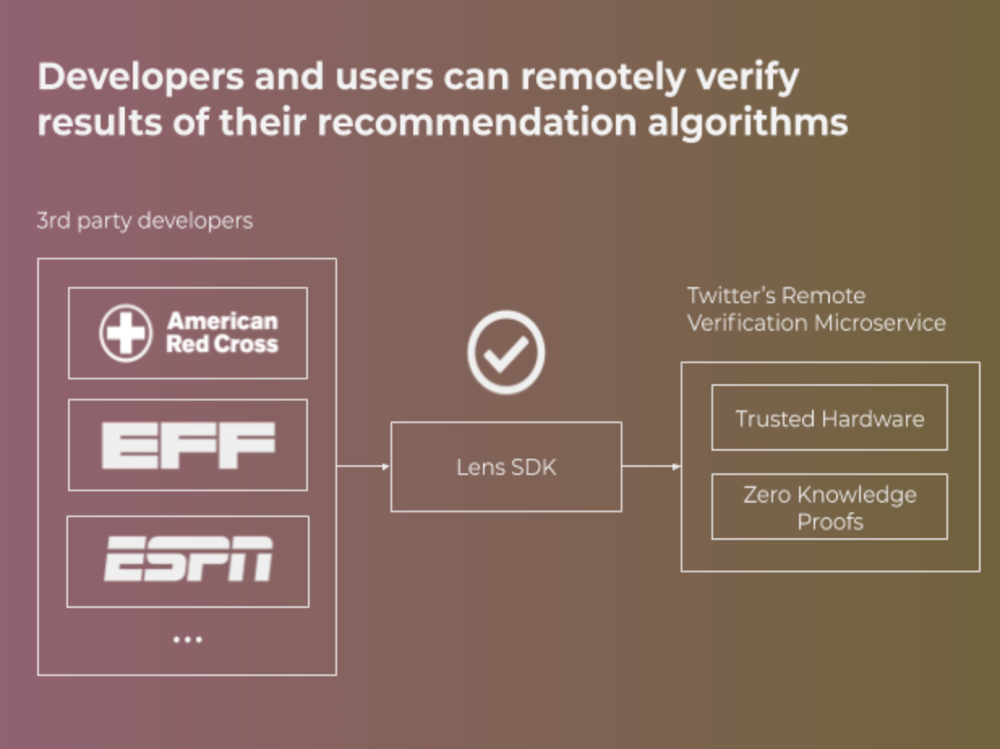 Developers and users can remotely verify
results of their recommendation algorithms
3rd party developers
American
Red Cross
EFF
ESPN
...
Lens SDK
Twitter's Remote
Verification Microservice
Trusted Hardware
Zero Knowledge
Proofs